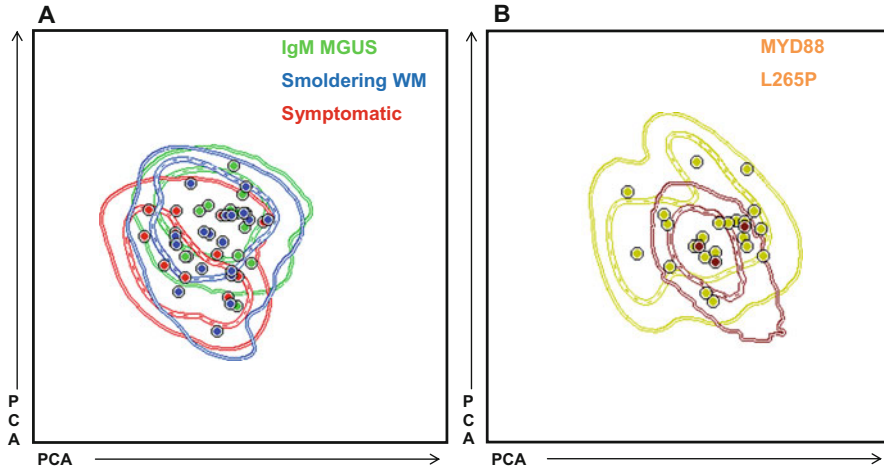 A
IgM MGUS
Smoldering WM
Symptomatic
P
C
A
PCA
B
MYD88
L265P
P
C
A
PCA